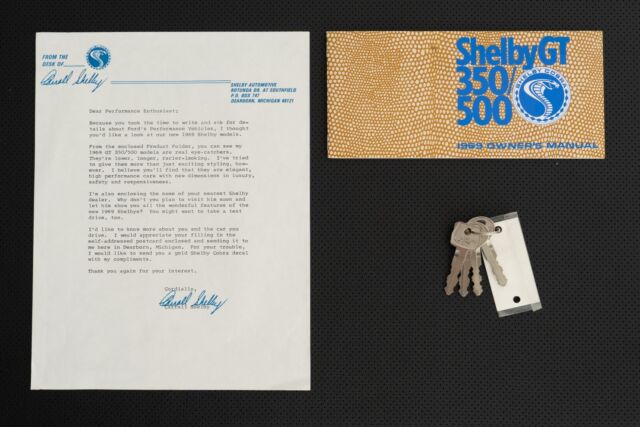 FROM THE
DESK OF
Carroll Shelby
SHELBY AUTOMOTIVE
ROTUNDA DR. AT SOUTHFIELD
P.O. BOX 747
DEARBORN, MICHIGAN 48121
Dear Performance Enthusiast:
Because you took the time to write and ask for de-
tails about Ford's Performance Vehicles, I thought
you'd like a look at our new 1969 Shelby models.
From the enclosed Product Folder, you can see my
1969 GT 350/500 models are real eye-catchers.
They're lower, longer, racier-looking. I've tried
to give them more than just exciting styling, how-
ever. I believe you'll find that they are elegant,
high performance cars with new dimensions in luxury,
safety and responsiveness.
I'm also enclosing the name of your nearest Shelby
dealer. Why don't you plan to visit him soon and
let him show you all the wonderful features of the
new 1969 Shelbys? You might want to take a test
drive, too.
I'd like to know more about you and the car you
drive. I would appreciate your filling in the
self-addressed postcard enclosed and sending it to
me here in Dearborn, Michigan. For your trouble,
I would like to send you a gold Shelby Cobra decal
with my compliments.
Thank you again for your interest.
Cordially,
Carroll Shelby
Carroll Shelby
Shelby GT
350/
500
SHELBY COBRA
1969 OWNER'S MANUAL